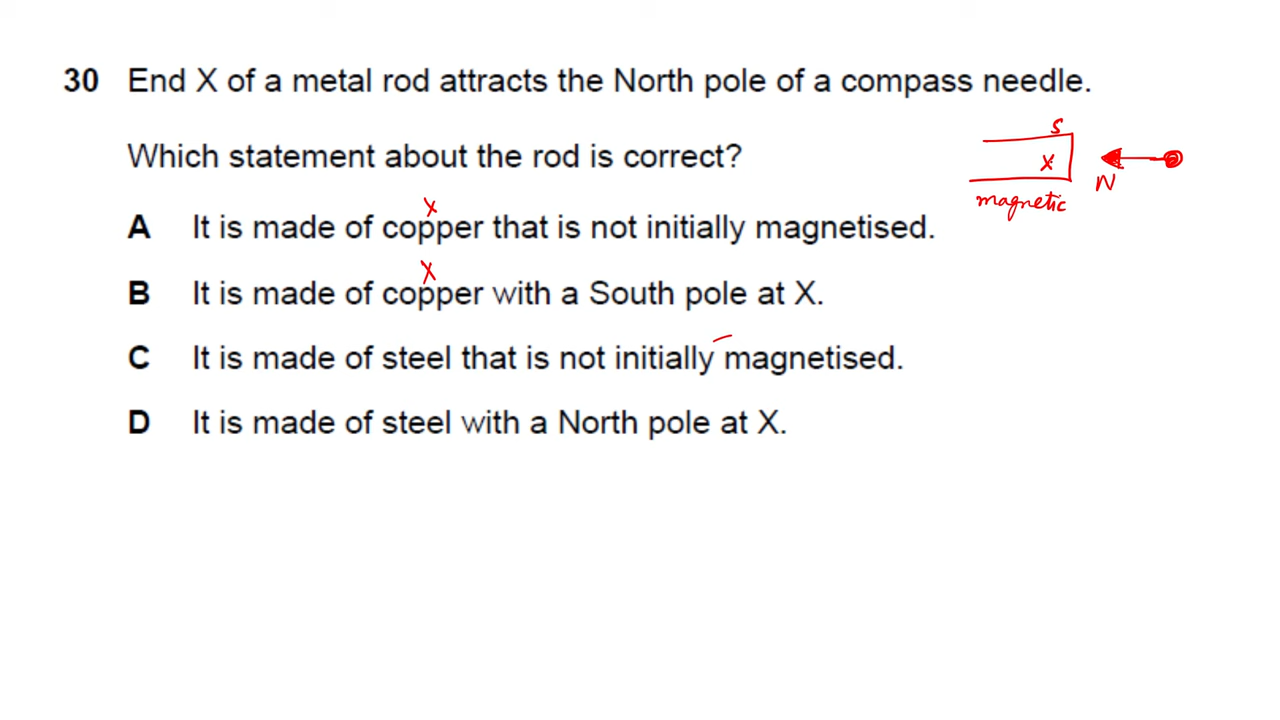 30 End X of a metal rod attracts the North pole of a compass needle.
S
Which statement about the rod is correct?
X
N
magnetic
X
A It is made of copper that is not initially magnetised.
X
B It is made of copper with a South pole at X.
C It is made of steel that is not initially magnetised.
D It is made of steel with a North pole at X.